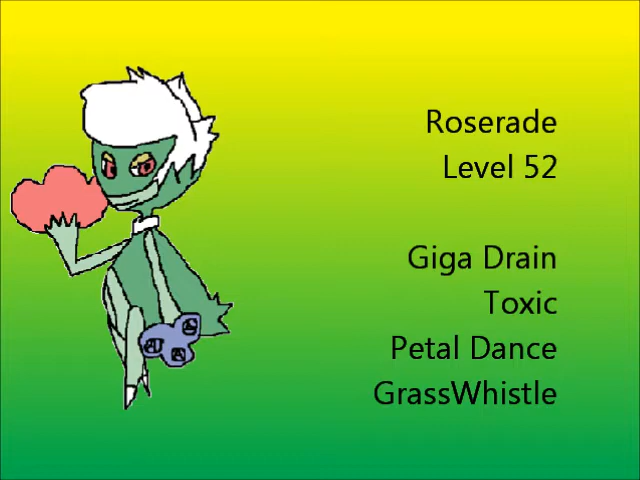 Roserade
Level 52
Giga Drain
Toxic
Petal Dance
GrassWhistle